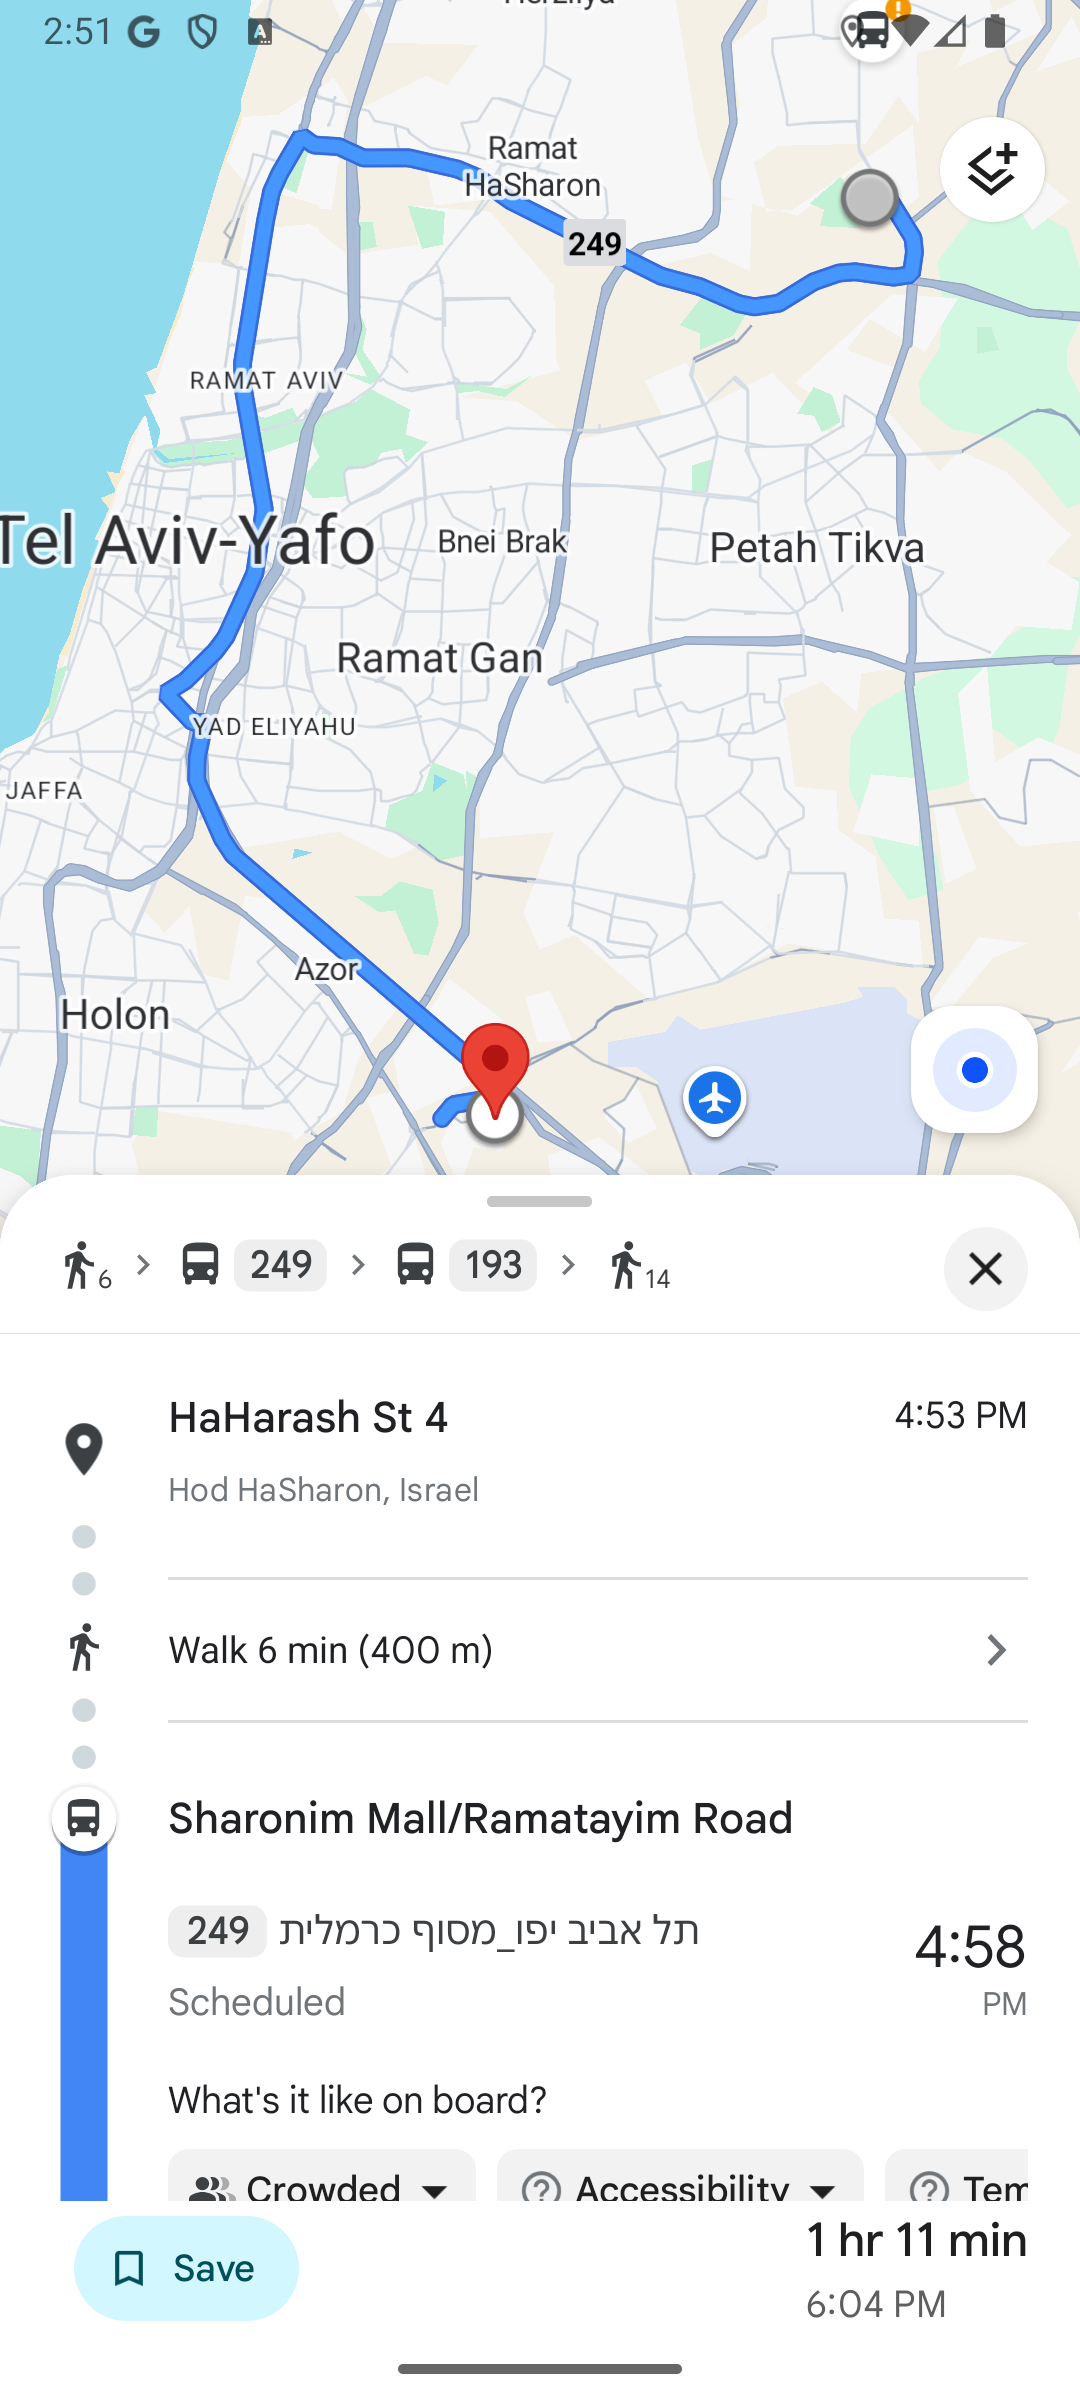 2:51
Ramat
HaSharon
249
RAMAT AVIV
Tel Aviv-Yafo
Bnei Brak
Petah Tikva
Ramat Gan
YAD ELIYAHU
JAFFA
Azor
Holon
6 249 193 14
HaHarash St 4
4:53 PM
Hod HaSharon, Israel
Walk 6 min (400 m)
Sharonim Mall/Ramatayim Road
249 תל אביב יפו_מסוף כרמלית
4:58
PM
Scheduled
What's it like on board?
Crowded
Accessibility
Tem
Save
1 hr 11 min
6:04 PM